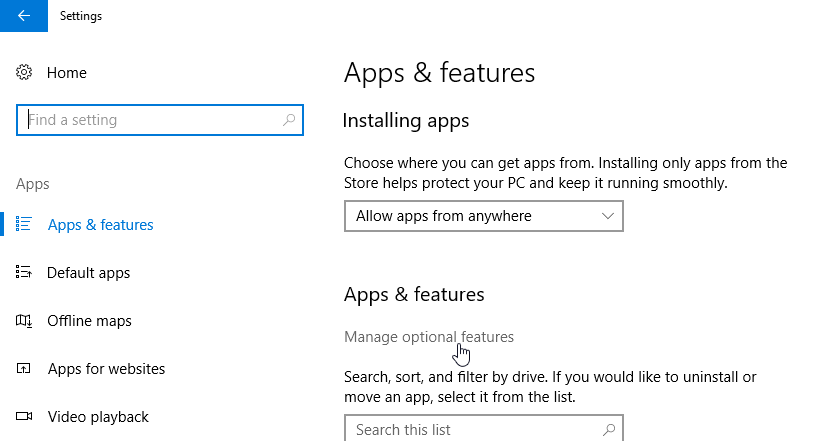 Settings
Home
Find a setting
Apps
Apps & features
Default apps
Offline maps
Apps for websites
Video playback
Apps & features
Installing apps
Choose where you can get apps from. Installing only apps from the
Store helps protect your PC and keep it running smoothly.
Allow apps from anywhere
Apps & features
Manage optional features
Search, sort, and filter by drive. If you would like to uninstall or
move an app, select it from the list.
Search this list